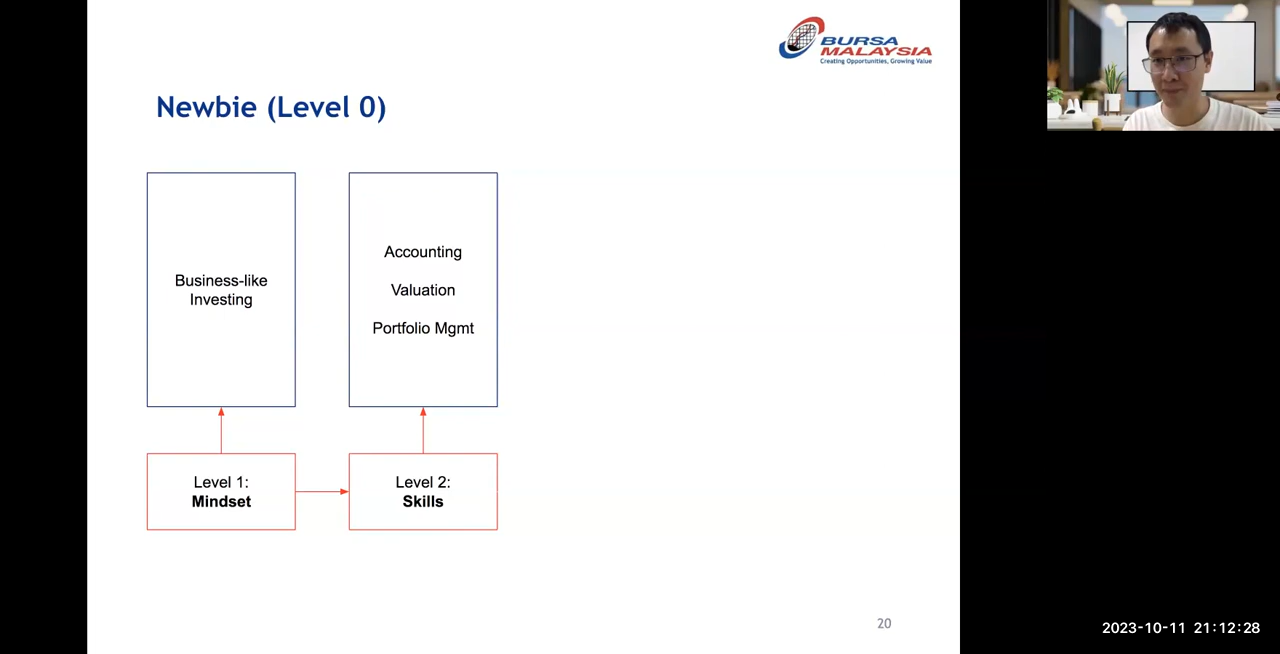 BURSA
MALAYSIA
Creating Opportunities, Growing Value
Newbie (Level 0)
Business-like
Investing
Accounting
Valuation
Portfolio Mgmt
Level 1:
Mindset
Level 2:
Skills
20
2023-10-11 21:12:28